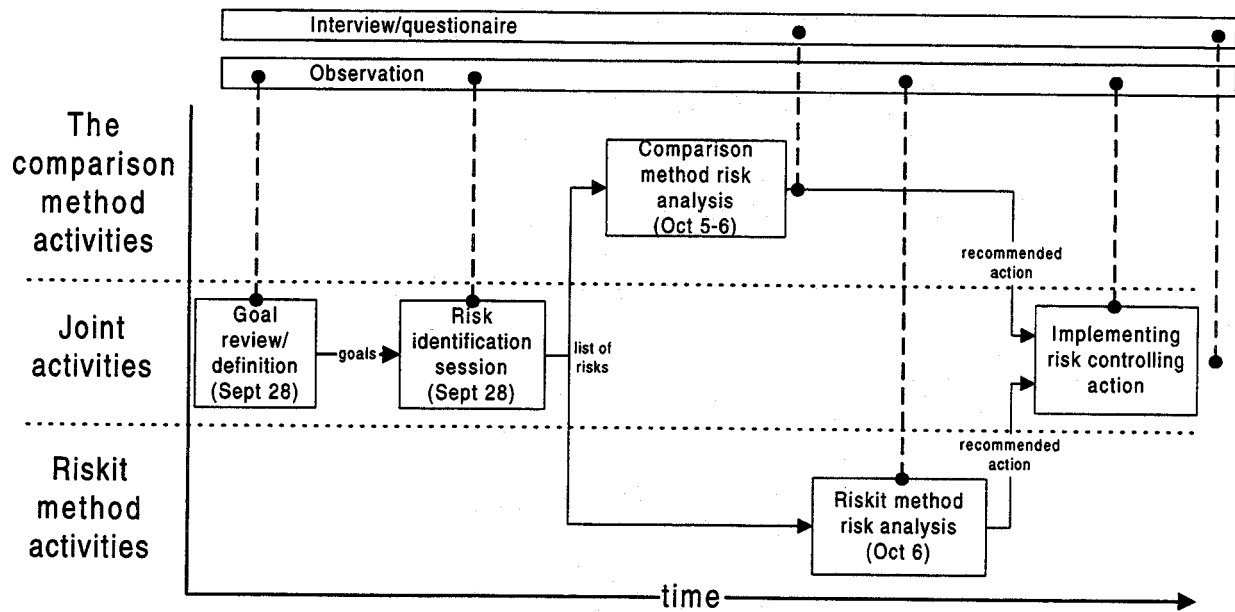 Interview/questionaire
Observation
The
comparison
method
activities
Comparison
method risk
analysis
(Oct 5-6)
recommended
action
Joint
activities
Goal
review/
definition
(Sept 28)
goals
Risk
identification
session
(Sept 28)
list of
risks
Implementing
risk controlling
action
Riskit
method
activities
recommended
action
Riskit method
risk analysis
(Oct 6)
time